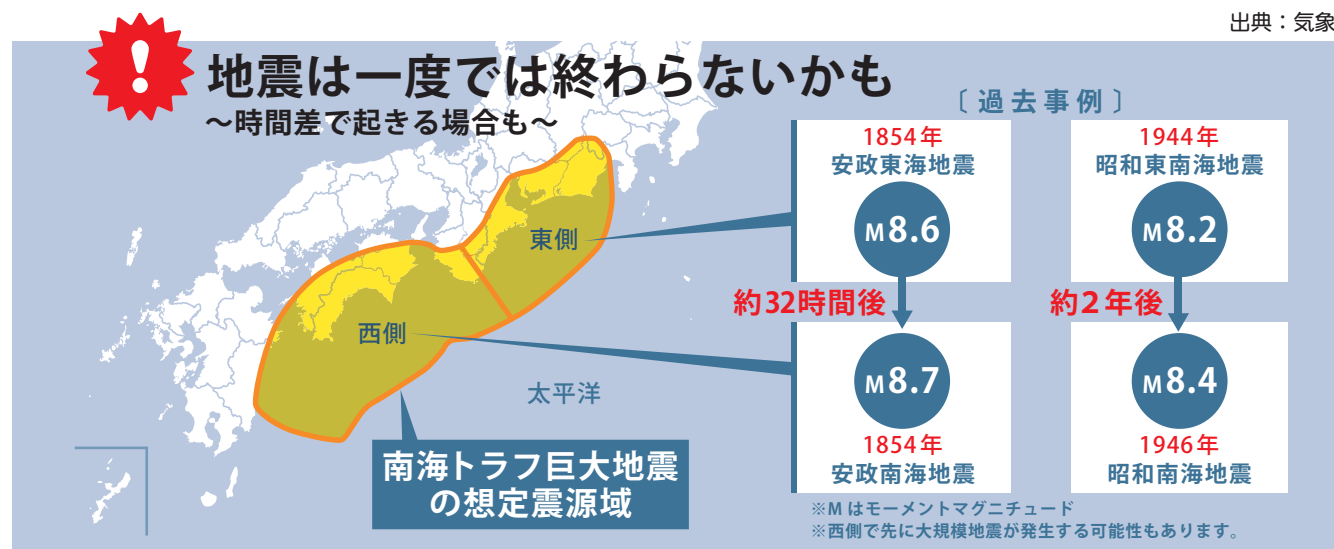 出典：気象
地震は一度では終わらないかも
〜時間差で起きる場合も〜
〔過去事例〕
1854年
安政東海地震
M8.6
約32時間後
M8.7
1854年
安政南海地震
1944年
昭和東南海地震
M8.2
約2年後
M8.4
1946年
昭和南海地震
東側
西側
太平洋
南海トラフ巨大地震
の想定震源域
※Mはモーメントマグニチュード
※西側で先に大規模地震が発生する可能性もあります。